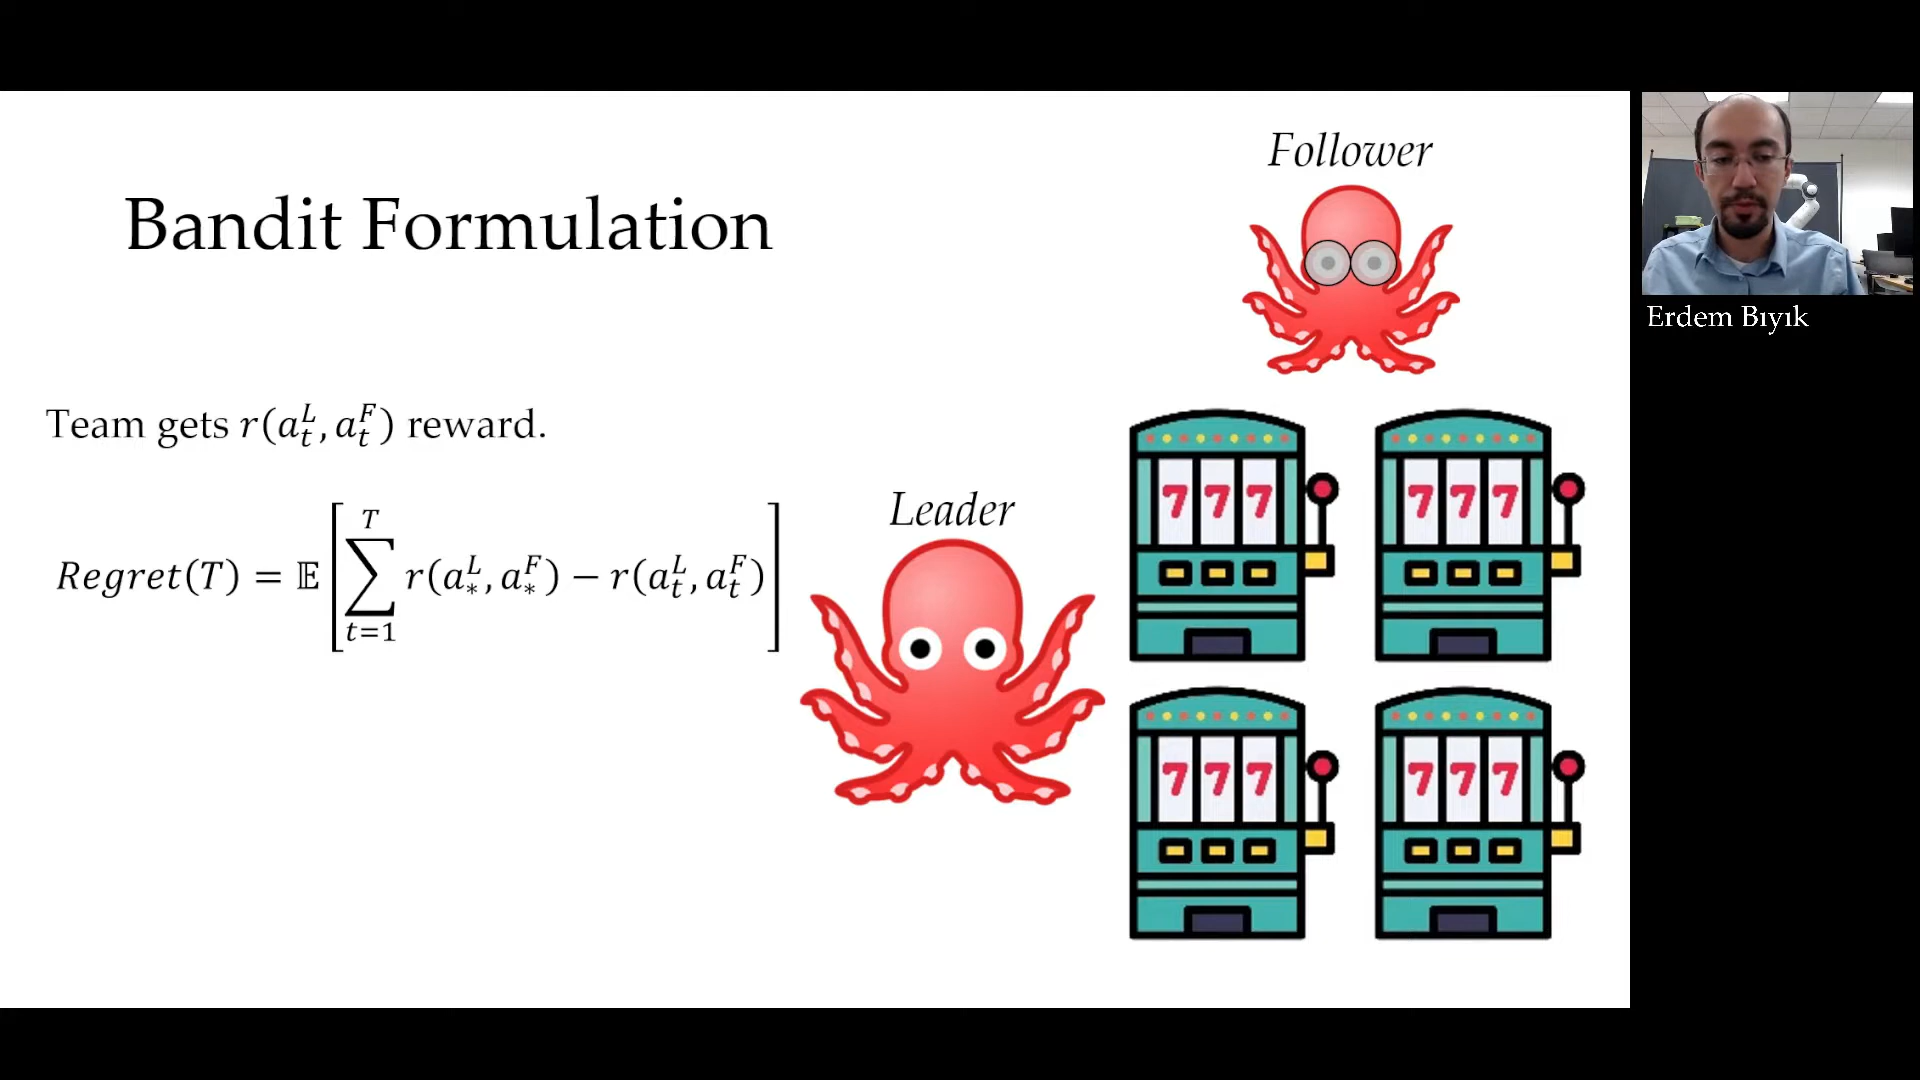 Bandit Formulation
Team gets r(a_t^L, a_t^F) reward.
Regret(T) = 𝔼[∑_{t=1}^{T} r(a_*^L, a_*^F) − r(a_t^L, a_t^F)]
Follower
Leader
777
777
777
777
Erdem Bıyık